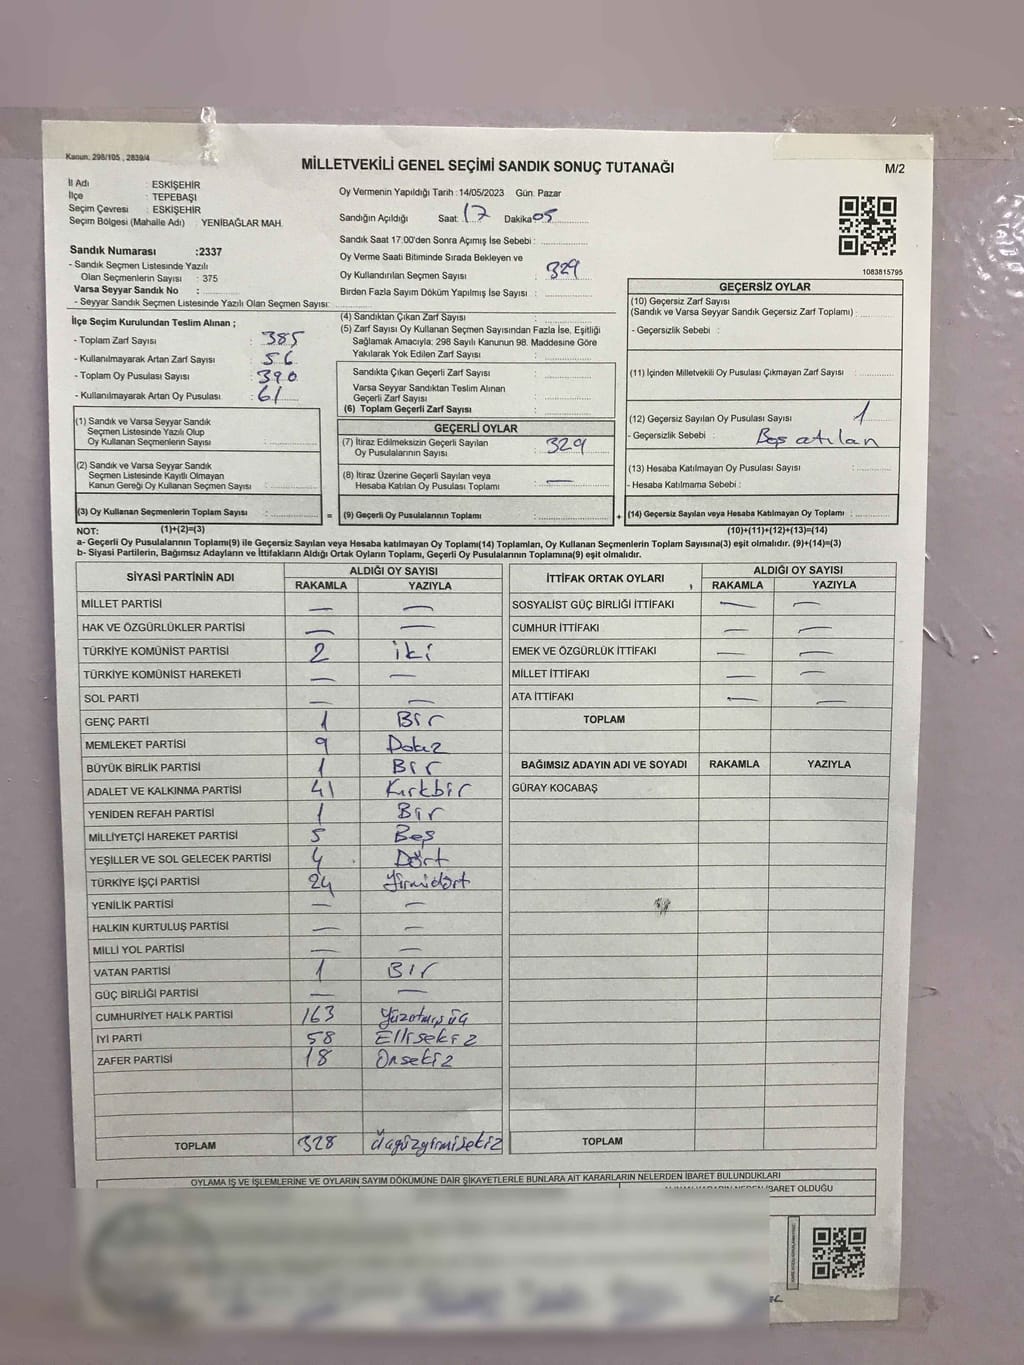 Kanun. 298/105 , 2839/4
MİLLETVEKİLİ GENEL SEÇİMİ SANDIK SONUÇ TUTANAĞI
M/2
İl Adı : ESKİŞEHİR
İlçe : TEPEBAŞI
Seçim Çevresi : ESKİŞEHİR
Seçim Bölgesi (Mahalle Adı) : YENİBAĞLAR MAH.
Oy Vermenin Yapıldığı Tarih : 14/05/2023 Gün. Pazar
Sandığın Açıldığı Saat: 17 Dakika 05
Sandık Saat 17:00'den Sonra Açımış İse Sebebi :
Oy Verme Saati Bitiminde Sırada Bekleyen ve
Oy Kullandırılan Seçmen Sayısı : 329
Birden Fazla Sayım Döküm Yapılmış İse Sayısı :
1083815795
Sandık Numarası :2337
- Sandık Seçmen Listesinde Yazılı
Olan Seçmenlerin Sayısı : 375
Varsa Seyyar Sandık No :
- Seyyar Sandık Seçmen Listesinde Yazılı Olan Seçmen Sayısı:
İlçe Seçim Kurulundan Teslim Alınan ;
- Toplam Zarf Sayısı : 385
- Kullanılmayarak Artan Zarf Sayısı : 56
- Toplam Oy Pusulası Sayısı : 390
- Kullanılmayarak Artan Oy Pusulası : 61
(1) Sandık ve Varsa Seyyar Sandık
Seçmen Listesinde Yazılı Olup
Oy Kullanan Seçmenlerin Sayısı :
(2) Sandık ve Varsa Seyyar Sandık
Seçmen Listesinde Kayıtlı Olmayan
Kanun Gereği Oy Kullanan Seçmen Sayısı :
(3) Oy Kullanan Seçmenlerin Toplam Sayısı :
(4) Sandıktan Çıkan Zarf Sayısı :
(5) Zarf Sayısı Oy Kullanan Seçmen Sayısından Fazla İse, Eşitliği
Sağlamak Amacıyla; 298 Sayılı Kanunun 98. Maddesine Göre
Yakılarak Yok Edilen Zarf Sayısı :
Sandıkta Çıkan Geçerli Zarf Sayısı :
Varsa Seyyar Sandıktan Teslim Alınan
Geçerli Zarf Sayısı :
(6) Toplam Geçerli Zarf Sayısı :
GEÇERLİ OYLAR
(7) İtiraz Edilmeksizin Geçerli Sayılan
Oy Pusulalarının Sayısı : 329
(8) İtiraz Üzerine Geçerli Sayılan veya
Hesaba Katılan Oy Pusulası Toplamı : —
= (9) Geçerli Oy Pusulalarının Toplamı : +
GEÇERSİZ OYLAR
(10) Geçersiz Zarf Sayısı
(Sandık ve Varsa Seyyar Sandık Geçersiz Zarf Toplamı) :
- Geçersizlik Sebebi :
(11) İçinden Milletvekili Oy Pusulası Çıkmayan Zarf Sayısı :
(12) Geçersiz Sayılan Oy Pusulası Sayısı : 1
- Geçersizlik Sebebi : Boş atılan
(13) Hesaba Katılmayan Oy Pusulası Sayısı :
- Hesaba Katılmama Sebebi :
(14) Geçersiz Sayılan veya Hesaba Katılmayan Oy Toplamı :
NOT: (1)+(2)=(3) (10)+(11)+(12)+(13)=(14)
a- Geçerli Oy Pusulalarının Toplamı(9) ile Geçersiz Sayılan veya Hesaba Katılmayan Oy Toplamı(14) Toplamları, Oy Kullanan Seçmenlerin Toplam Sayısına(3) eşit olmalıdır. (9)+(14)=(3)
b- Siyasi Partilerin, Bağımsız Adayların ve İttifakların Aldığı Ortak Oyların Toplamı, Geçerli Oy Pusulalarının Toplamına(9) eşit olmalıdır.
SİYASİ PARTİNİN ADI ALDIĞI OY SAYISI
RAKAMLA YAZIYLA
MİLLET PARTİSİ — —
HAK VE ÖZGÜRLÜKLER PARTİSİ — —
TÜRKİYE KOMÜNİST PARTİSİ 2 iki
TÜRKİYE KOMÜNİST HAREKETİ — —
SOL PARTİ — —
GENÇ PARTİ 1 Bir
MEMLEKET PARTİSİ 9 Dokuz
BÜYÜK BİRLİK PARTİSİ 1 Bir
ADALET VE KALKINMA PARTİSİ 41 Kırkbir
YENİDEN REFAH PARTİSİ 1 Bir
MİLLİYETÇİ HAREKET PARTİSİ 5 Beş
YEŞİLLER VE SOL GELECEK PARTİSİ 4 Dört
TÜRKİYE İŞÇİ PARTİSİ 24 Yirmidört
YENİLİK PARTİSİ — —
HALKIN KURTULUŞ PARTİSİ — —
MİLLİ YOL PARTİSİ — —
VATAN PARTİSİ 1 Bir
GÜÇ BİRLİĞİ PARTİSİ — —
CUMHURİYET HALK PARTİSİ 163 Yüzatmışüç
İYİ PARTİ 58 Ellisekiz
ZAFER PARTİSİ 18 Onsekiz
TOPLAM 328 üçyüzyirmisekiz
İTTİFAK ORTAK OYLARI ALDIĞI OY SAYISI
RAKAMLA YAZIYLA
SOSYALİST GÜÇ BİRLİĞİ İTTİFAKI — —
CUMHUR İTTİFAKI — —
EMEK VE ÖZGÜRLÜK İTTİFAKI — —
MİLLET İTTİFAKI — —
ATA İTTİFAKI — —
TOPLAM
BAĞIMSIZ ADAYIN ADI VE SOYADI RAKAMLA YAZIYLA
GÜRAY KOCABAŞ
TOPLAM
OYLAMA İŞ VE İŞLEMLERİNE VE OYLARIN SAYIM DÖKÜMÜNE DAİR ŞİKAYETLERLE BUNLARA AİT KARARLARIN NELERDEN İBARET BULUNDUKLARI
İBARET OLDUĞU